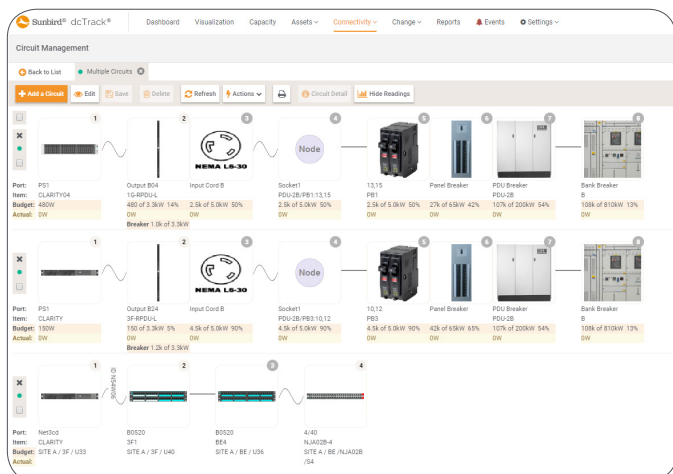 Sunbird® dcTrack® Dashboard Visualization Capacity Assets Connectivity Change Reports Events Settings
Circuit Management
Back to List Multiple Circuits
Add a Circuit Edit Save Delete Refresh Actions Circuit Detail Hide Readings
1 2 3 4 5 6 7 8
Node
NEMA L6-30
Port: PS1 Output B04 Input Cord B Socket1 13,15 Panel Breaker PDU Breaker Bank Breaker
Item: CLARITY04 1G-RPDU-L PDU-2B/PB1:13,15 PB1 PDU-2B B
Budget: 480W 480 of 3.3kW 14% 2.5k of 5.0kW 50% 2.5k of 5.0kW 50% 2.5k of 5.0kW 50% 27k of 65kW 42% 107k of 200kW 54% 108k of 810kW 13%
Actual: 0W 0W 0W 0W 0W 0W 0W 0W
Breaker 1.0k of 3.3kW
1 2 3 4 5 6 7 8
Node
NEMA L6-30
Port: PS1 Output B24 Input Cord B Socket1 10,12 Panel Breaker PDU Breaker Bank Breaker
Item: CLARITY 3F-RPDU-L PDU-2B/PB3:10,12 PB3 PDU-2B B
Budget: 150W 150 of 3.3kW 5% 4.5k of 5.0kW 90% 4.5k of 5.0kW 90% 4.5k of 5.0kW 90% 42k of 65kW 65% 107k of 200kW 54% 108k of 810kW 13%
Actual: 0W 0W 0W 0W 0W 0W 0W 0W
Breaker 1.2k of 3.3kW
1 2 3 4
Port: Net3cd B0520 B0520 4/40
Item: CLARITY 3F1 BE4 NJA02B-4
Budget: SITE A / 3F / U33 SITE A / 3F / U40 SITE A / BE / U36 SITE A / BE /NJA02B
Actual: /S4